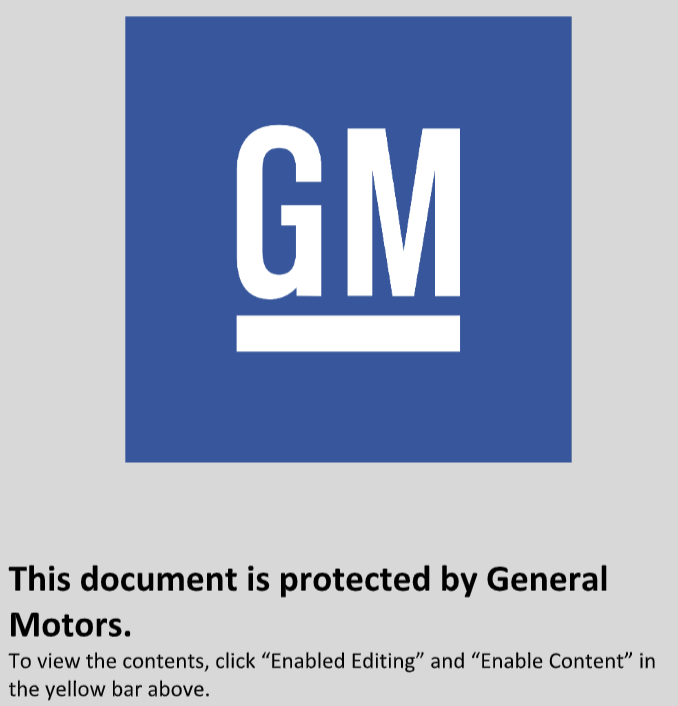 GM
This document is protected by General
Motors.
To view the contents, click “Enabled Editing” and “Enable Content” in
the yellow bar above.